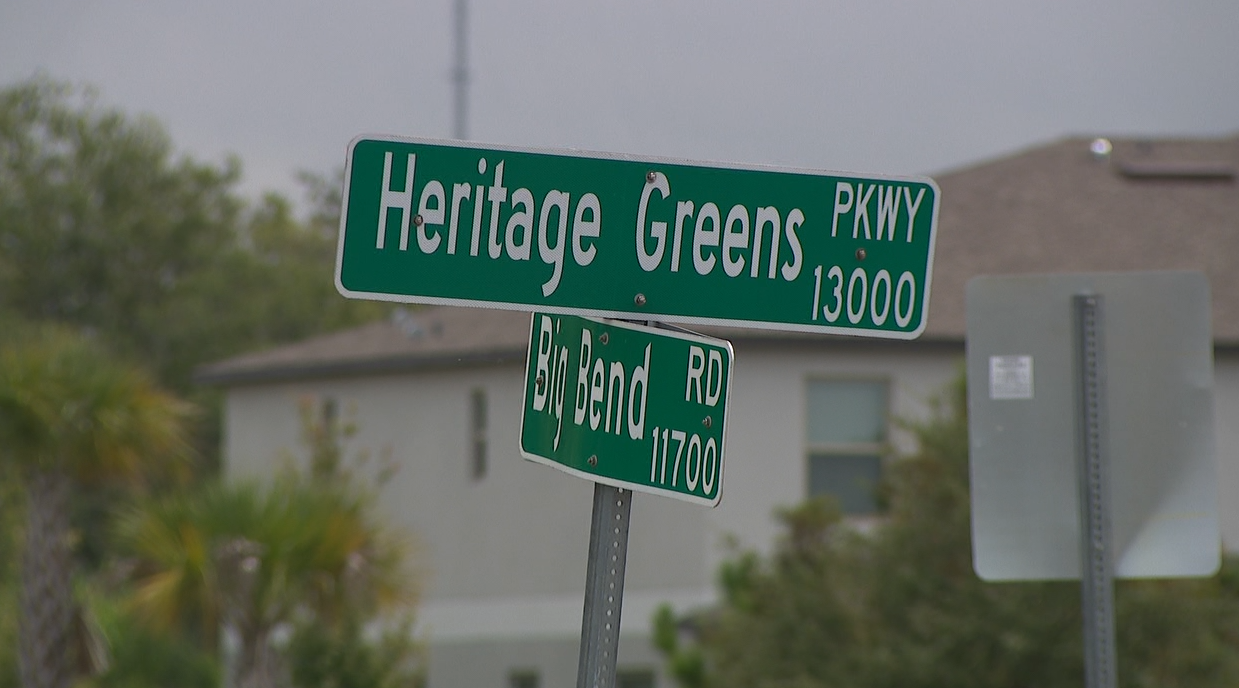 Heritage Greens PKWY
13000
Big Bend RD
11700